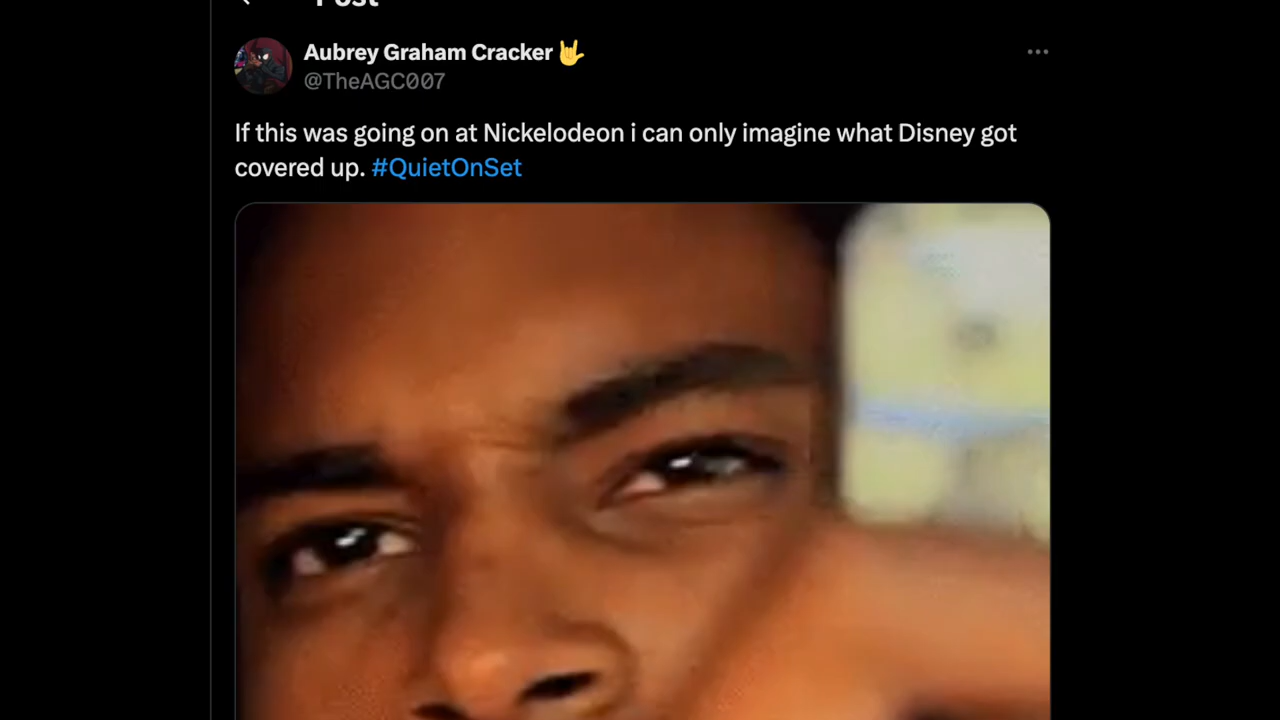 Post
Aubrey Graham Cracker 🤟
@TheAGC007
If this was going on at Nickelodeon i can only imagine what Disney got
covered up. #QuietOnSet